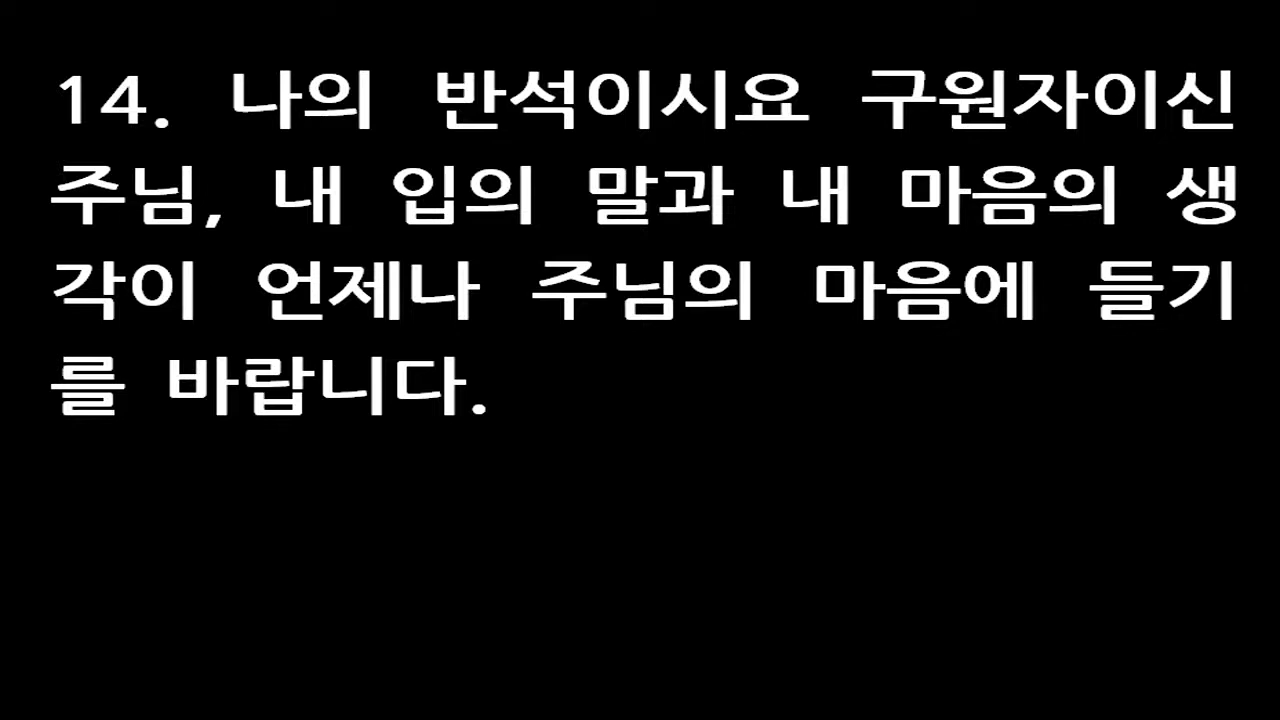 14. 나의 반석이시요 구원자이신
주님, 내 입의 말과 내 마음의 생
각이 언제나 주님의 마음에 들기
를 바랍니다.